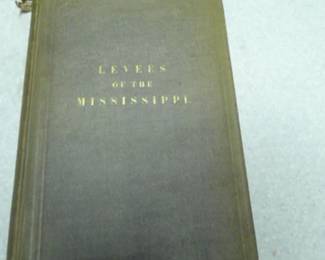 LEVEES
OF THE
MISSISSIPPI.